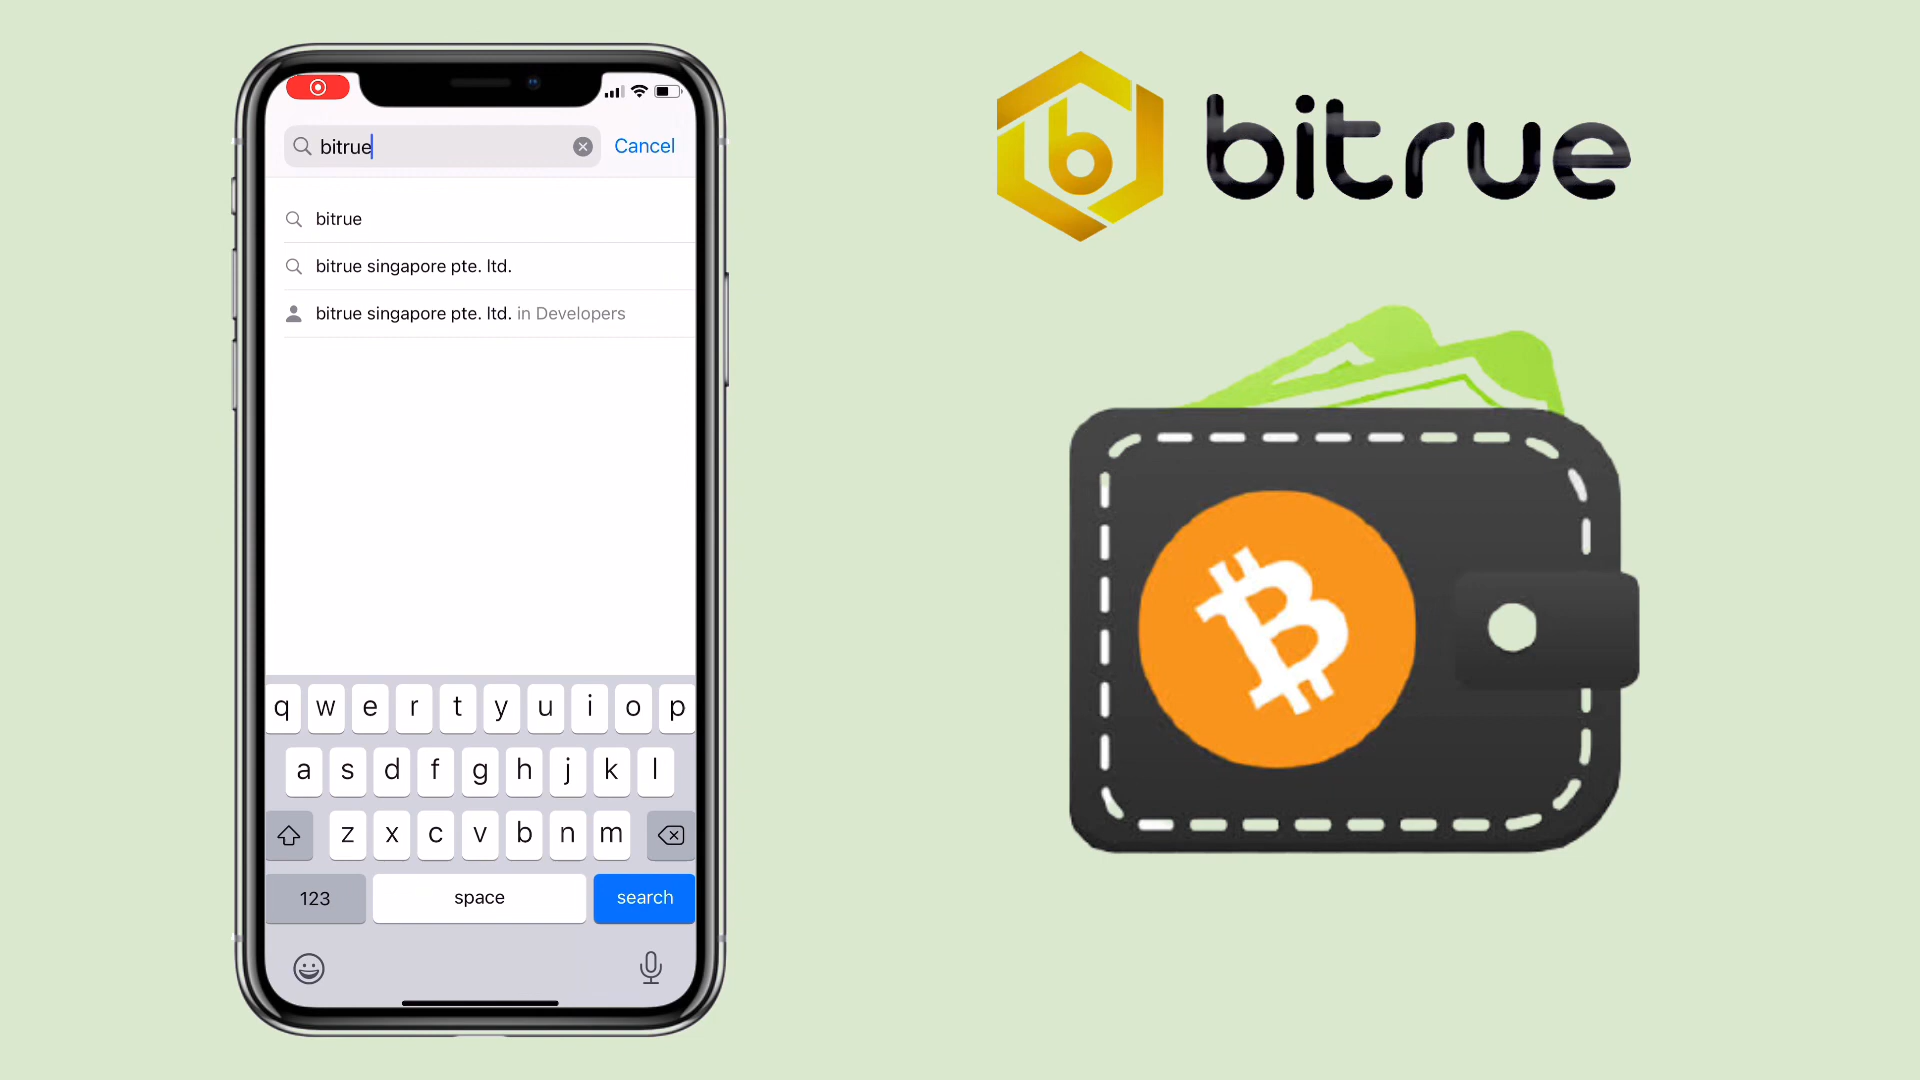 bitrue
Cancel
bitrue
bitrue singapore pte. ltd.
bitrue singapore pte. ltd. in Developers
q w e r t y u i o p
a s d f g h j k l
z x c v b n m
123 space search
b bitrue